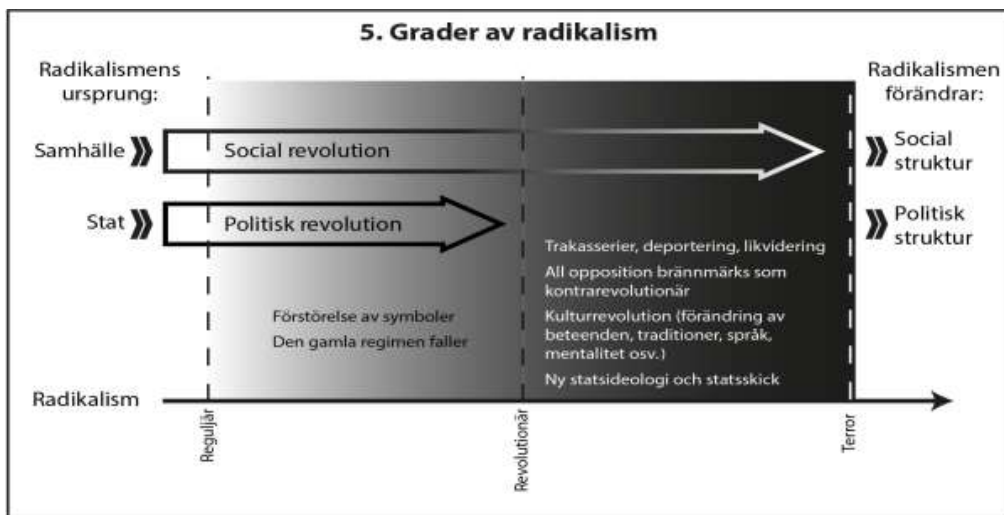 5. Grader av radikalism
Radikalismens
ursprung:
Radikalismen
förändrar:
Samhälle
Social revolution
Social
struktur
Stat
Politisk revolution
Politisk
struktur
Förstörelse av symboler
Den gamla regimen faller
Trakasserier, deportering, likvidering
All opposition brännmärks som
kontrarevolutionär
Kulturrevolution (förändring av
beteenden, traditioner, språk,
mentalitet osv.)
Ny statsideologi och statsskick
Radikalism
Reguljär
Revolutionär
Terror